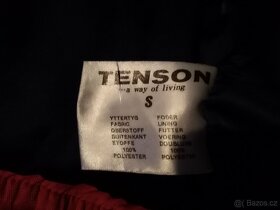 TENSON
...a way of living
S
YTTERTYG FODER
FABRIC LINING
OBERSTOFF FUTTER
BUITENKANT VOERING
STOFFE DOUBLURE
100% 100%
POLYESTER POLYESTER
Bazos.cz